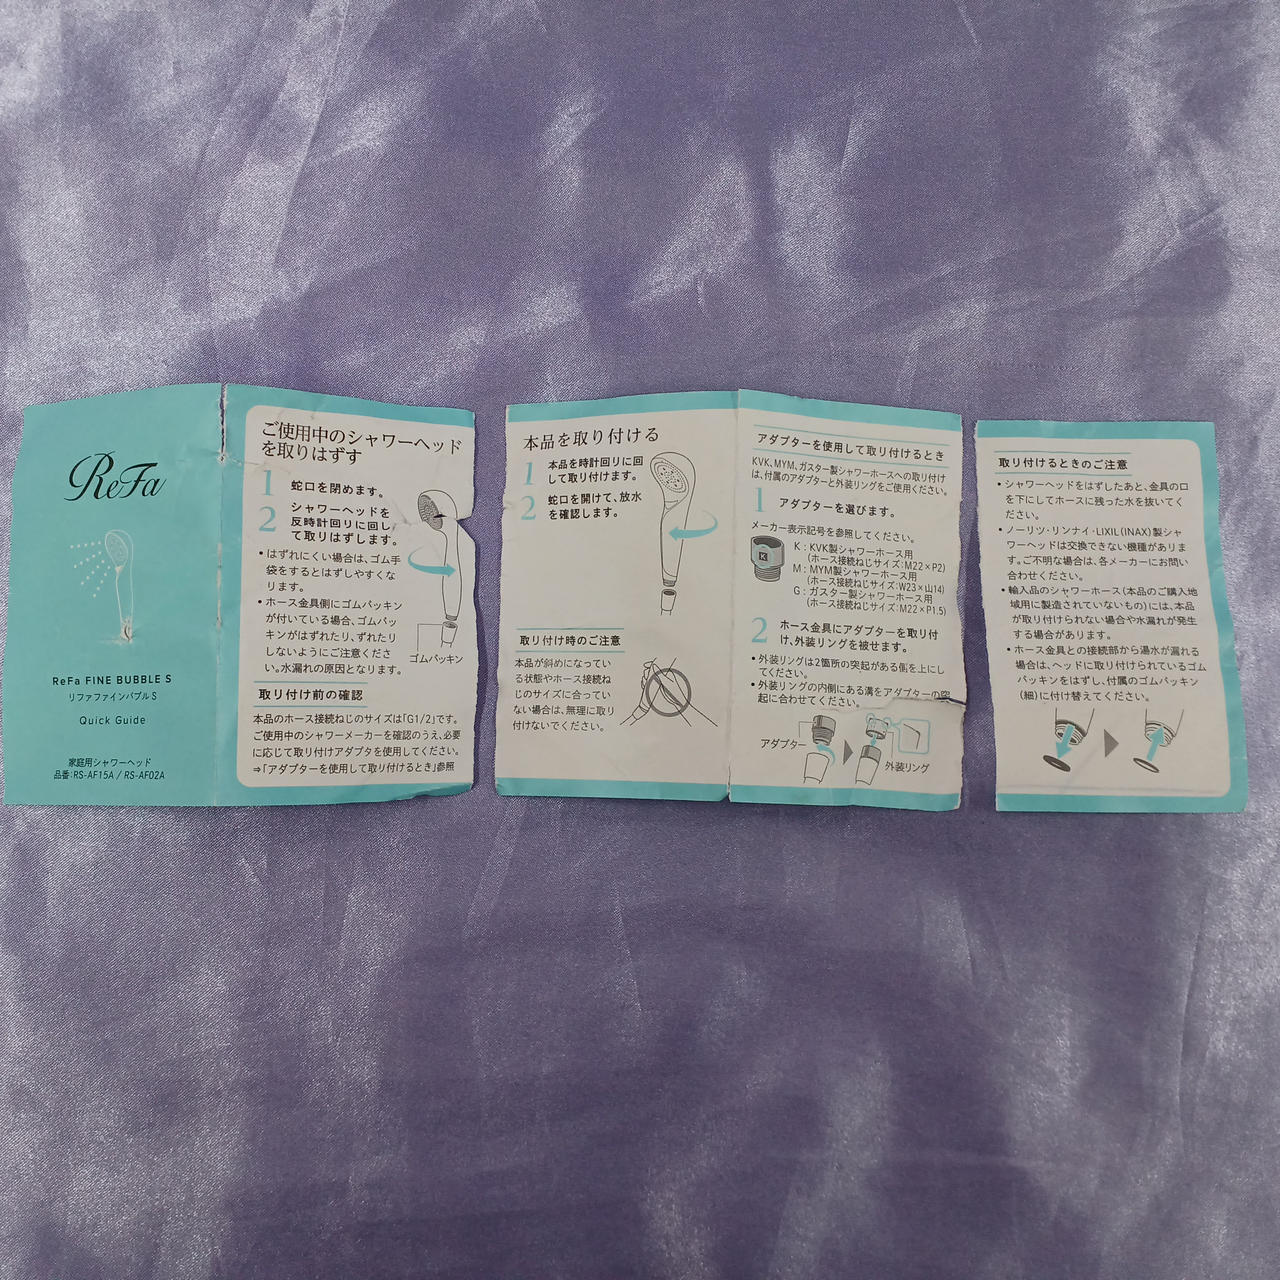 ReFa
ReFa FINE BUBBLE S
リファファインバブル S
Quick Guide
家庭用シャワーヘッド
品番：RS-AF15A / RS-AF02A
ご使用中のシャワーヘッド
を取りはずす
1 蛇口を閉めます。
2 シャワーヘッドを
反時計回りに回し
て取りはずします。
• はずれにくい場合は、ゴム手
袋をするとはずしやすくな
ります。
• ホース金具側にゴムパッキン
が付いている場合、ゴムパッ
キンがはずれたり、ずれたり
しないようにご注意くださ
い。水漏れの原因となります。
ゴムパッキン
取り付け前の確認
本品のホース接続ねじのサイズは「G1/2」です。
ご使用中のシャワーメーカーを確認のうえ、必要
に応じて取り付けアダプタを使用してください。
⇒「アダプターを使用して取り付けるとき」参照
本品を取り付ける
1 本品を時計回りに回
して取り付けます。
2 蛇口を開けて、放水
を確認します。
取り付け時のご注意
本品が斜めになってい
る状態やホース接続ね
じのサイズに合ってい
ない場合は、無理に取り
付けないでください。
アダプターを使用して取り付けるとき
KVK、MYM、ガスター製シャワーホースへの取り付け
は、付属のアダプターと外装リングをご使用ください。
1 アダプターを選びます。
メーカー表示記号を参照してください。
K
K：KVK製シャワーホース用
（ホース接続ねじサイズ：M22×P2）
M：MYM製シャワーホース用
（ホース接続ねじサイズ：W23×山14）
G：ガスター製シャワーホース用
（ホース接続ねじサイズ：M22×P1.5）
2 ホース金具にアダプターを取り付
け、外装リングを被せます。
• 外装リングは2箇所の突起がある側を上にし
てください。
• 外装リングの内側にある溝をアダプターの突
起に合わせてください。
アダプター
外装リング
取り付けるときのご注意
• シャワーヘッドをはずしたあと、金具の口
を下にしてホースに残った水を抜いてく
ださい。
• ノーリツ・リンナイ・LIXIL（INAX）製シャ
ワーヘッドは交換できない機種がありま
す。ご不明な場合は、各メーカーにお問い
合わせください。
• 輸入品のシャワーホース（本品のご購入地
域用に製造されていないもの）には、本品
が取り付けられない場合や水漏れが発生
する場合があります。
• ホース金具との接続部から湯水が漏れる
場合は、ヘッドに取り付けられているゴム
パッキンをはずし、付属のゴムパッキン
（細）に付け替えてください。